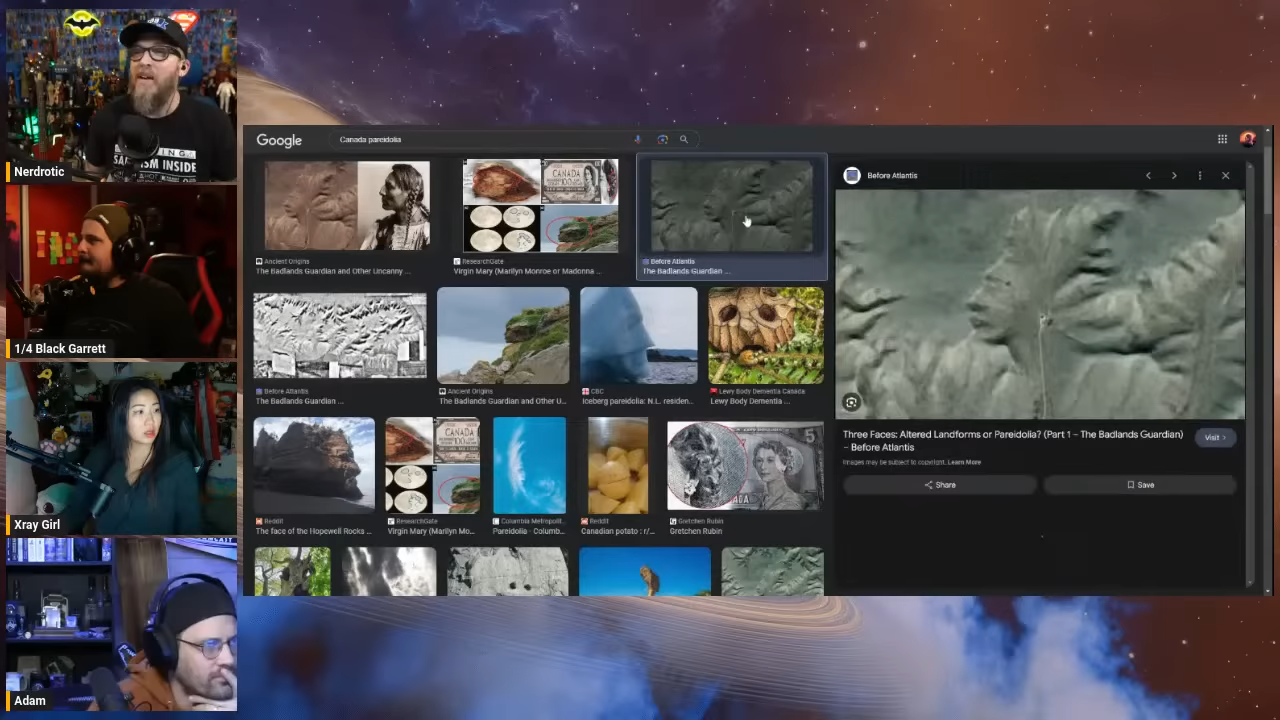 Nerdrotic
SARCASM INSIDE
1/4 Black Garrett
Xray Girl
Adam
Google
Canada pareidolia
Ancient Origins
The Badlands Guardian and Other Uncanny ...
ResearchGate
Virgin Mary (Marilyn Monroe or Madonna ...
Before Atlantis
The Badlands Guardian ...
Before Atlantis
The Badlands Guardian ...
Ancient Origins
The Badlands Guardian and Other U...
CBC
Iceberg pareidolia: N.L. residen...
Lewy Body Dementia Canada
Lewy Body Dementia ...
Reddit
The face of the Hopewell Rocks ...
CANADA
ResearchGate
Virgin Mary (Marilyn Mo...
Columbia Metropolit...
Pareidolia - Columb...
Reddit
Canadian potato : r/...
5
Gretchen Rubin
Gretchen Rubin
Before Atlantis
Three Faces: Altered Landforms or Pareidolia? (Part 1 – The Badlands Guardian)
– Before Atlantis
Visit
Images may be subject to copyright. Learn More
Share
Save